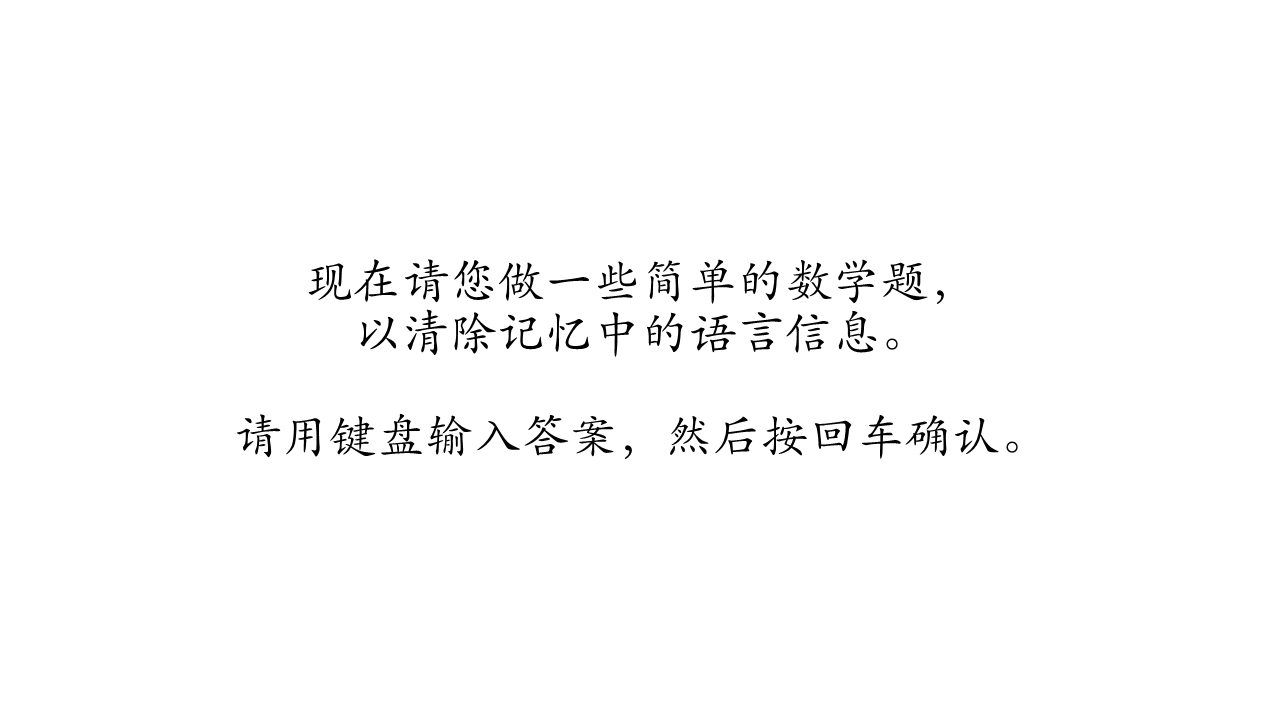 现在请您做一些简单的数学题，
以清除记忆中的语言信息。
请用键盘输入答案，然后按回车确认。